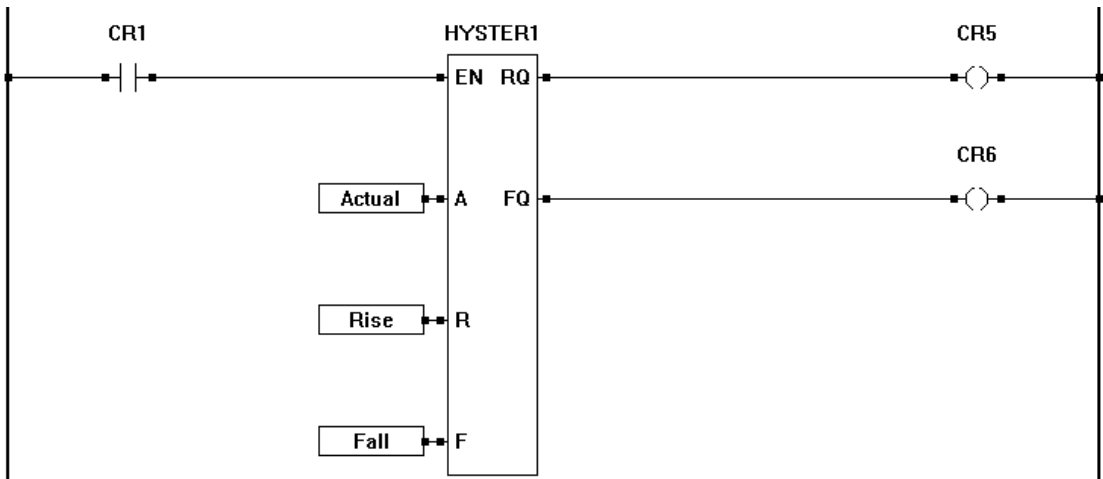 CR1 HYSTER1 CR5
EN RQ
CR6
Actual A FQ
Rise R
Fall F